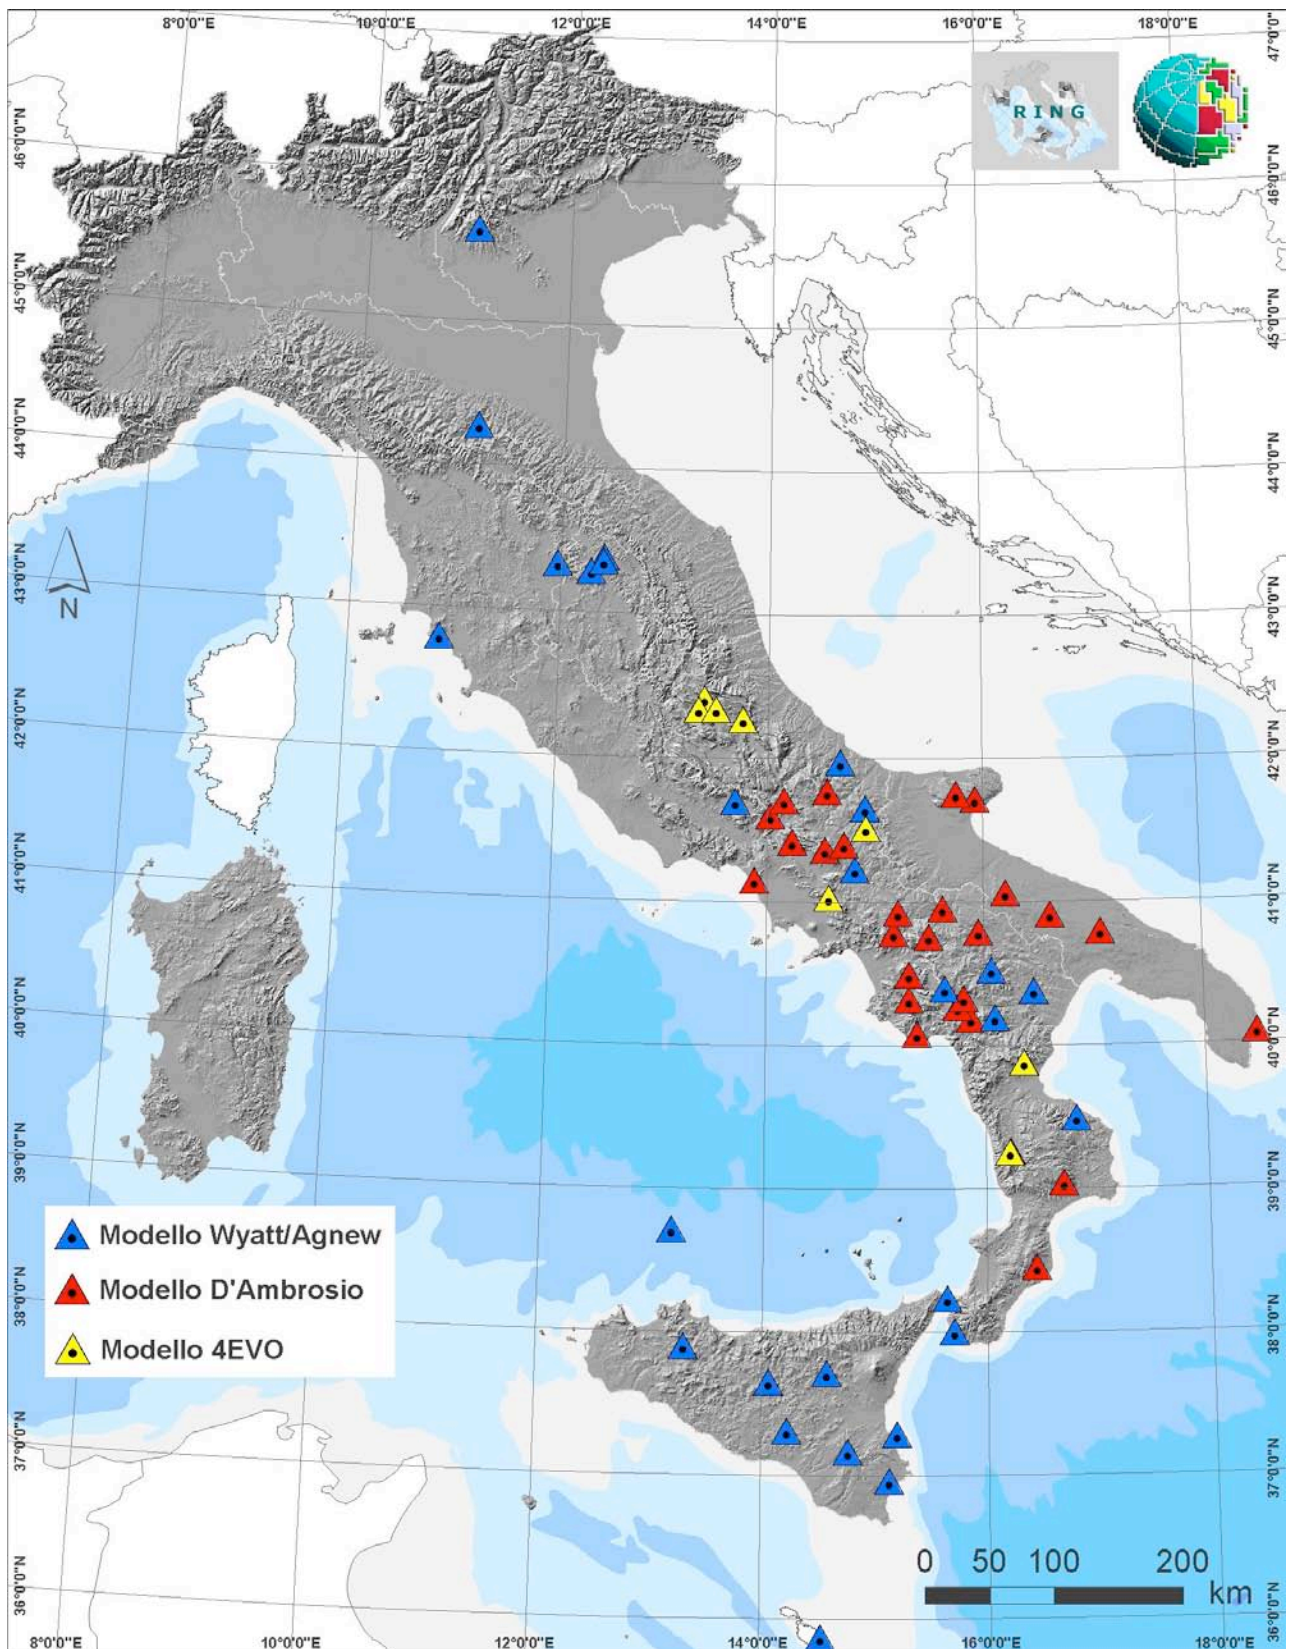 8°0'0"E 10°0'0"E 12°0'0"E 14°0'0"E 16°0'0"E 18°0'0"E
47°0'0"N
RING
46°0'0"N 46°0'0"N
45°0'0"N 45°0'0"N
44°0'0"N 44°0'0"N
43°0'0"N 43°0'0"N
N
42°0'0"N 42°0'0"N
41°0'0"N 41°0'0"N
40°0'0"N 40°0'0"N
39°0'0"N 39°0'0"N
Modello Wyatt/Agnew
Modello D'Ambrosio
38°0'0"N 38°0'0"N
Modello 4EVO
37°0'0"N 37°0'0"N
0 50 100 200
km
36°0'0"N 36°0'0"N
8°0'0"E 10°0'0"E 12°0'0"E 14°0'0"E 16°0'0"E 18°0'0"E